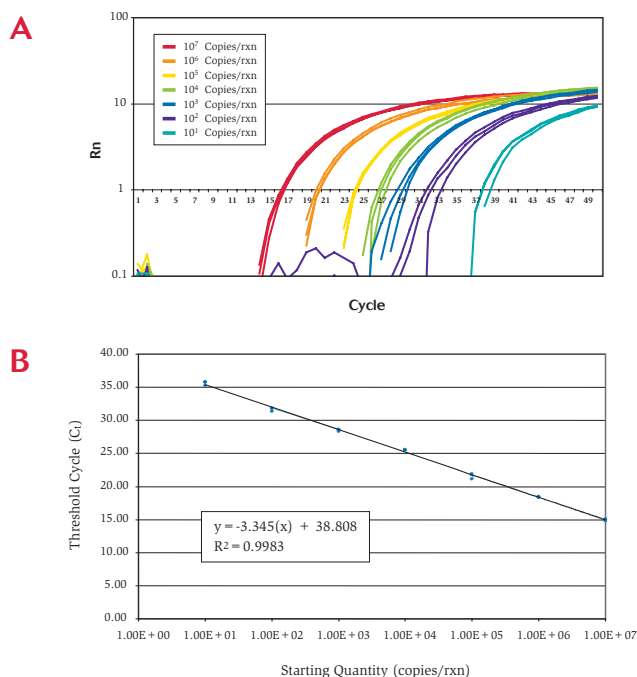 A
Rn
100
10
1
0.1
10⁷ Copies/rxn
10⁶ Copies/rxn
10⁵ Copies/rxn
10⁴ Copies/rxn
10³ Copies/rxn
10² Copies/rxn
10¹ Copies/rxn
1 3 5 7 9 11 13 15 17 19 21 23 25 27 29 31 33 35 37 39 41 43 45 47 49
Cycle
B
Threshold Cycle (Ct)
40.00
35.00
30.00
25.00
20.00
15.00
10.00
5.00
0.00
y = -3.345(x) + 38.808
R² = 0.9983
1.00E + 00 1.00E + 01 1.00E + 02 1.00E + 03 1.00E + 04 1.00E + 05 1.00E + 06 1.00E + 07
Starting Quantity (copies/rxn)